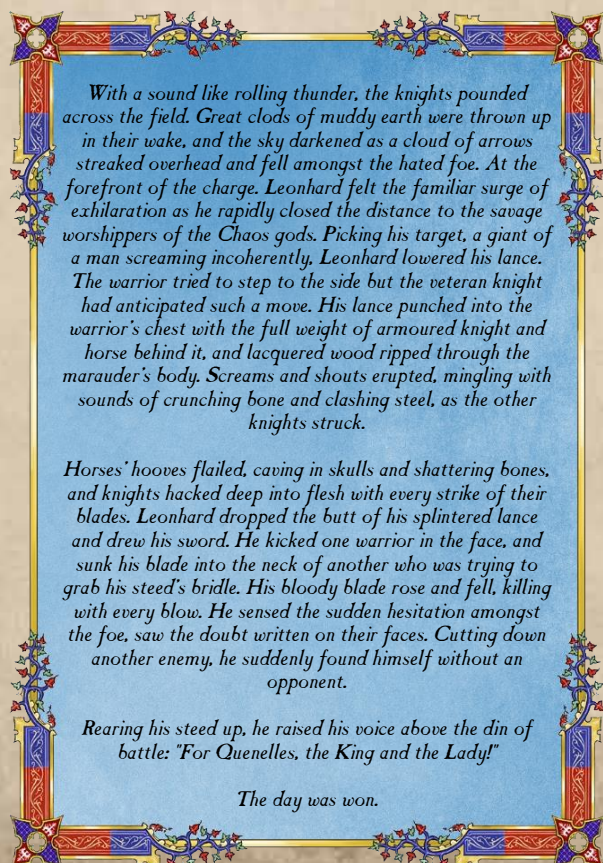 With a sound like rolling thunder, the knights pounded
across the field. Great clods of muddy earth were thrown up
in their wake, and the sky darkened as a cloud of arrows
streaked overhead and fell amongst the hated foe. At the
forefront of the charge. Leonhard felt the familiar surge of
exhilaration as he rapidly closed the distance to the savage
worshippers of the Chaos gods. Picking his target, a giant of
a man screaming incoherently, Leonhard lowered his lance.
The warrior tried to step to the side but the veteran knight
had anticipated such a move. His lance punched into the
warrior's chest with the full weight of armoured knight and
horse behind it, and lacquered wood ripped through the
marauder's body. Screams and shouts erupted, mingling with
sounds of crunching bone and clashing steel, as the other
knights struck.

Horses' hooves flailed, caving in skulls and shattering bones,
and knights hacked deep into flesh with every strike of their
blades. Leonhard dropped the butt of his splintered lance
and drew his sword. He kicked one warrior in the face, and
sunk his blade into the neck of another who was trying to
grab his steed's bridle. His bloody blade rose and fell, killing
with every blow. He sensed the sudden hesitation amongst
the foe, saw the doubt written on their faces. Cutting down
another enemy, he suddenly found himself without an
opponent.

Rearing his steed up, he raised his voice above the din of
battle: "For Quenelles, the King and the Lady!"

The day was won.